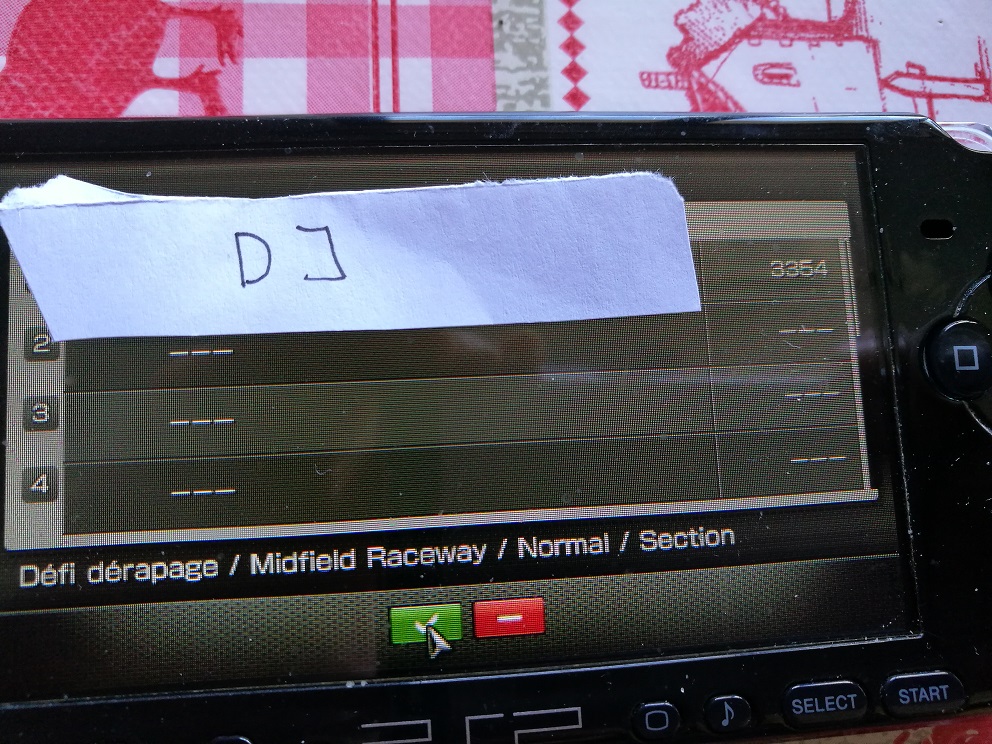 DJ
3354
2 --- ---
3 --- ---
4 --- ---
Défi dérapage / Midfield Raceway / Normal / Section
SELECT
START